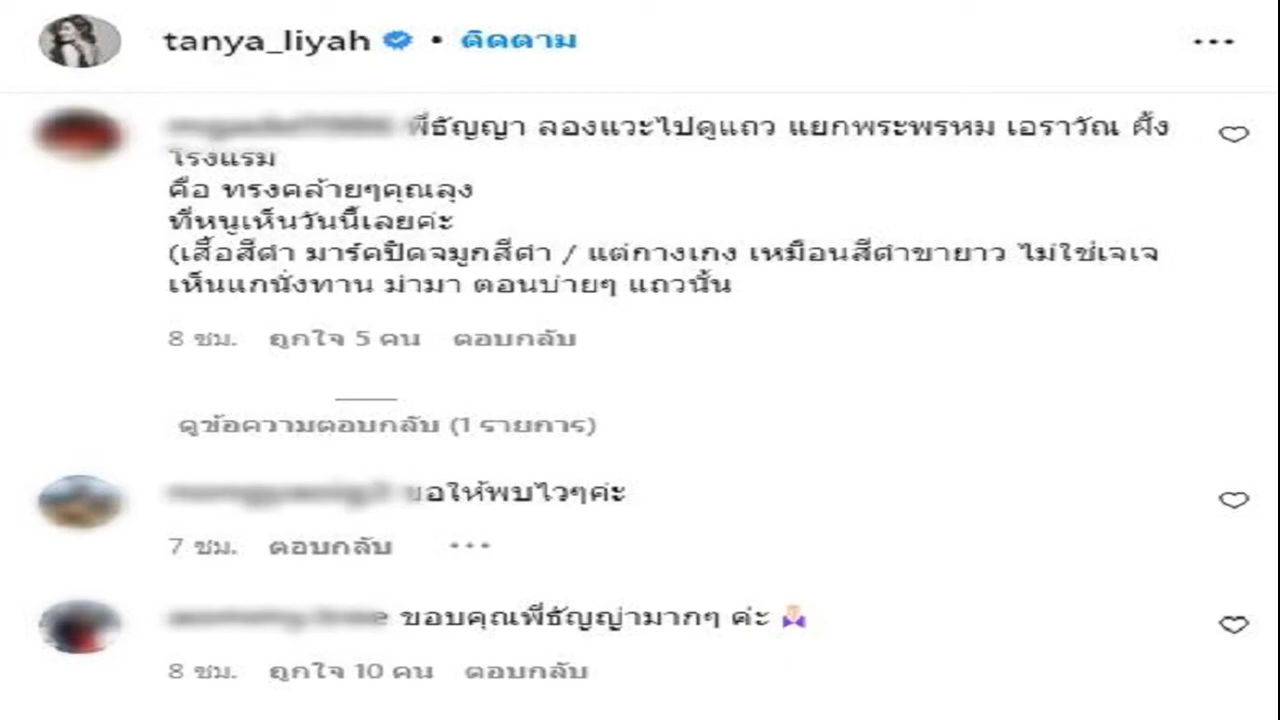 tanya_liyah • ติดตาม
พี่ธัญญา ลองแวะไปดูแถว แยกพระพรหม เอราวัณ ฝั่ง
โรงแรม
คือ ทรงคล้ายๆคุณลุง
ที่หนูเห็นวันนี้เลยค่ะ
(เสื้อสีดำ มาร์คปิดจมูกสีดำ / แต่กางเกง เหมือนสีดำขายาว ไม่ใช่เจเจ
เห็นแกนั่งทาน ม่ามา ตอนบ่ายๆ แถวนั้น
8 ชม. ถูกใจ 5 คน ตอบกลับ
ดูข้อความตอบกลับ (1 รายการ)
ขอให้พบไวๆค่ะ
7 ชม. ตอบกลับ
ขอบคุณพี่ธัญญ่ามากๆ ค่ะ
8 ชม. ถูกใจ 10 คน ตอบกลับ